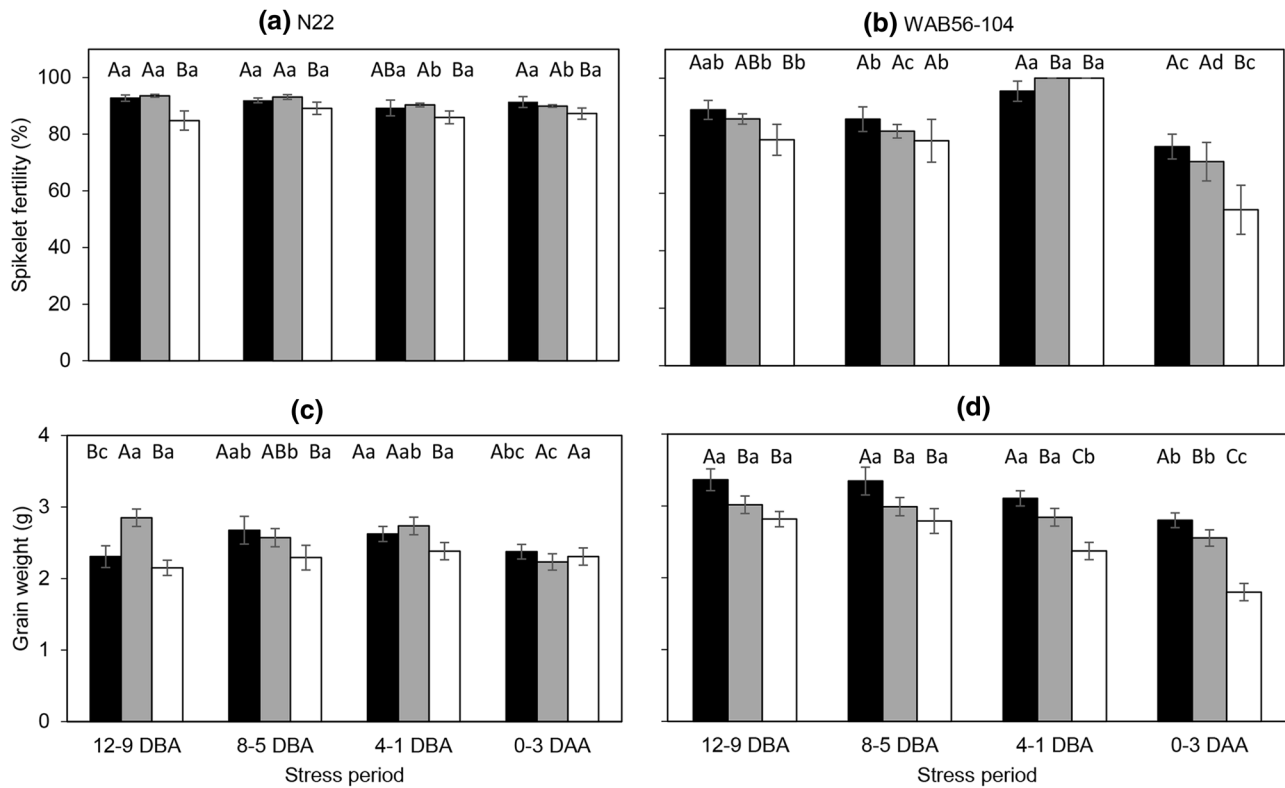 (a) N22
Aa Aa Ba Aa Aa Ba ABa Ab Ba Aa Ab Ba
100
80
60
40
20
0
Spikelet fertility (%)
(b) WAB56-104
Aab ABb Bb Ab Ac Ab Aa Ba Ba Ac Ad Bc
(c)
Bc Aa Ba Aab ABb Ba Aa Aab Ba Abc Ac Aa
4
3
2
1
0
Grain weight (g)
12-9 DBA 8-5 DBA 4-1 DBA 0-3 DAA
Stress period
(d)
Aa Ba Ba Aa Ba Ba Aa Ba Cb Ab Bb Cc
12-9 DBA 8-5 DBA 4-1 DBA 0-3 DAA
Stress period